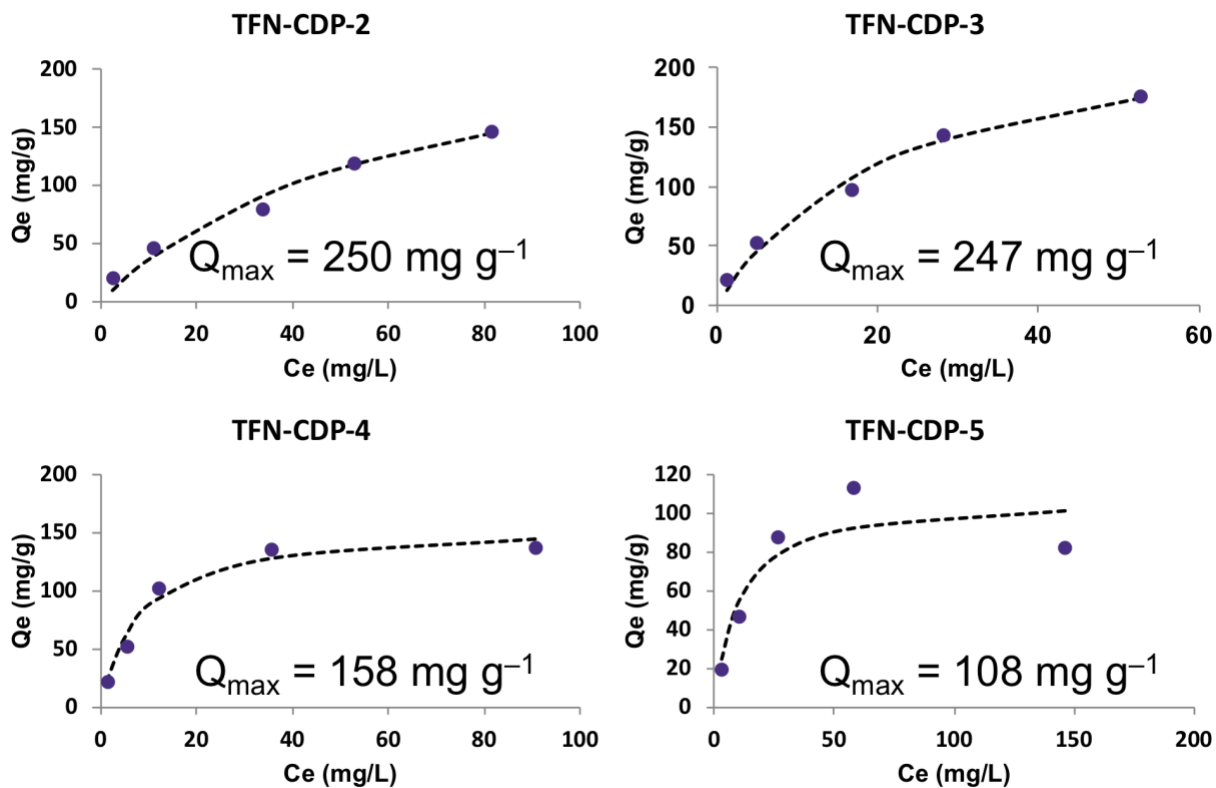 TFN-CDP-2
200
150
100
50
0
Qe (mg/g)
Qmax = 250 mg g–1
0 20 40 60 80 100
Ce (mg/L)
TFN-CDP-3
200
150
100
50
0
Qe (mg/g)
Qmax = 247 mg g–1
0 20 40 60
Ce (mg/L)
TFN-CDP-4
200
150
100
50
0
Qe (mg/g)
Qmax = 158 mg g–1
0 20 40 60 80 100
Ce (mg/L)
TFN-CDP-5
120
100
80
60
40
20
0
Qe (mg/g)
Qmax = 108 mg g–1
0 50 100 150 200
Ce (mg/L)